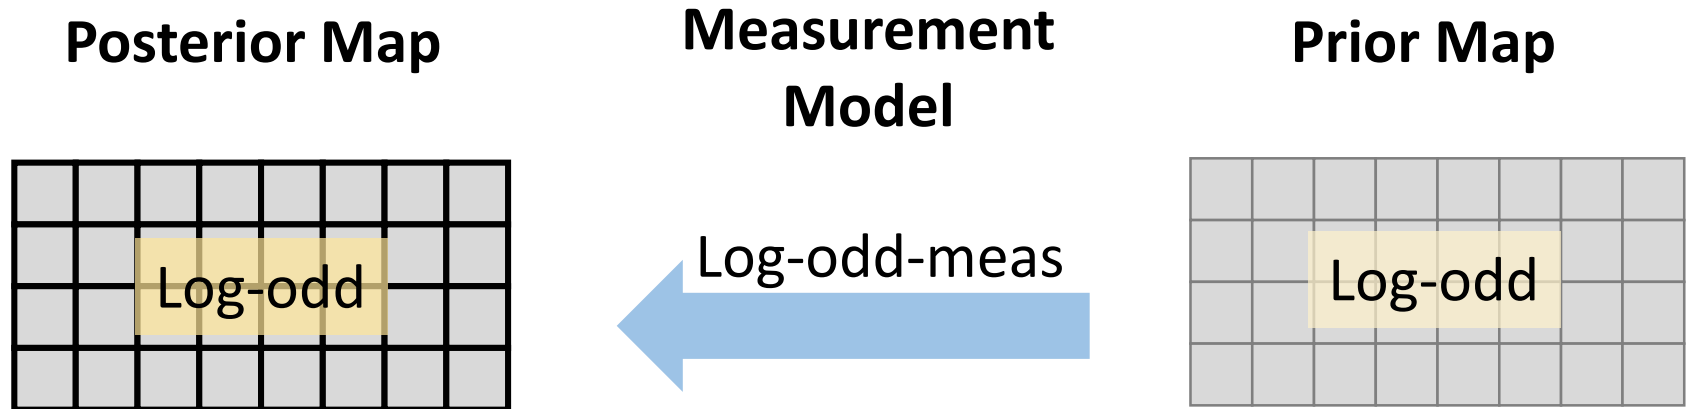 Posterior Map
Measurement
Model
Prior Map
Log-odd
Log-odd-meas
Log-odd